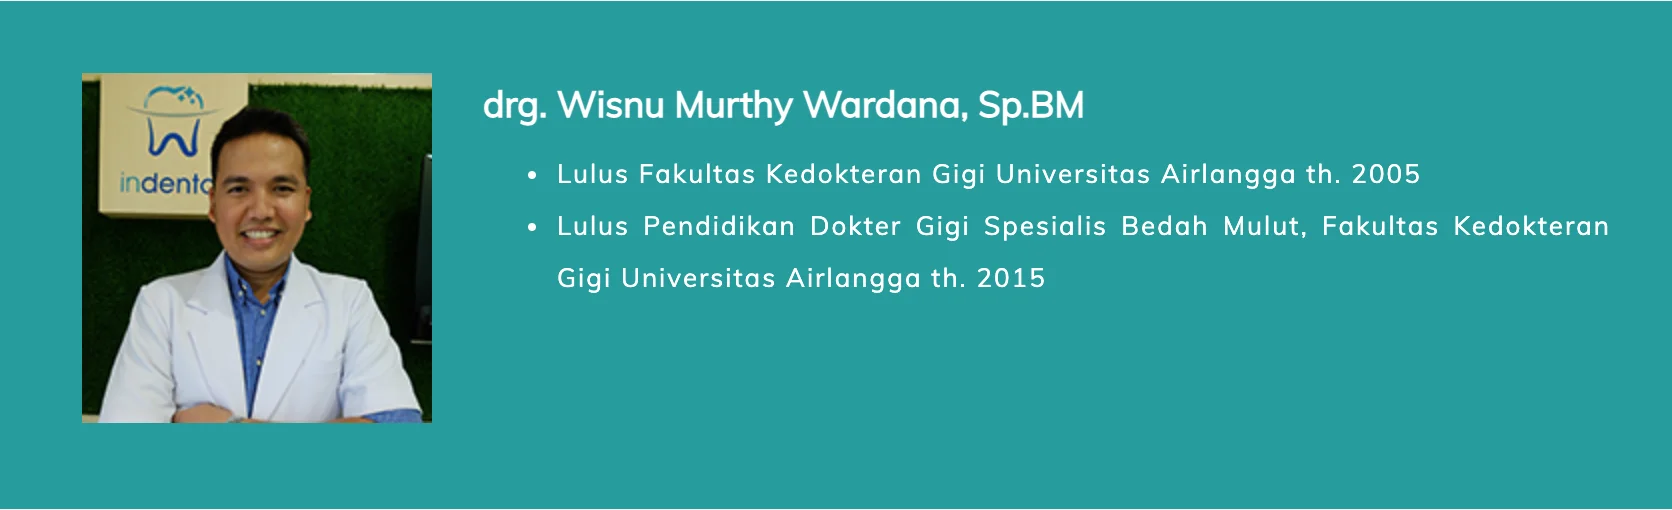 indenta
drg. Wisnu Murthy Wardana, Sp.BM
Lulus Fakultas Kedokteran Gigi Universitas Airlangga th. 2005
Lulus Pendidikan Dokter Gigi Spesialis Bedah Mulut, Fakultas Kedokteran
Gigi Universitas Airlangga th. 2015